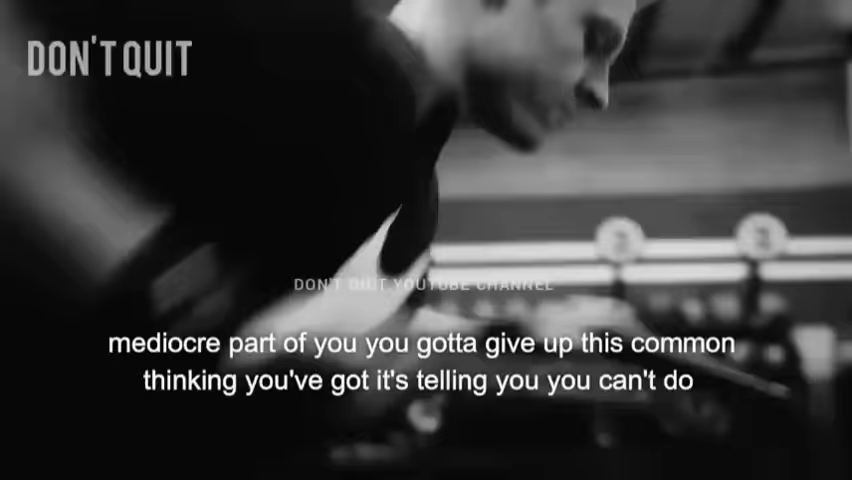 DON'T QUIT
DON'T QUIT YOUTUBE CHANNEL
mediocre part of you you gotta give up this common
thinking you've got it's telling you you can't do